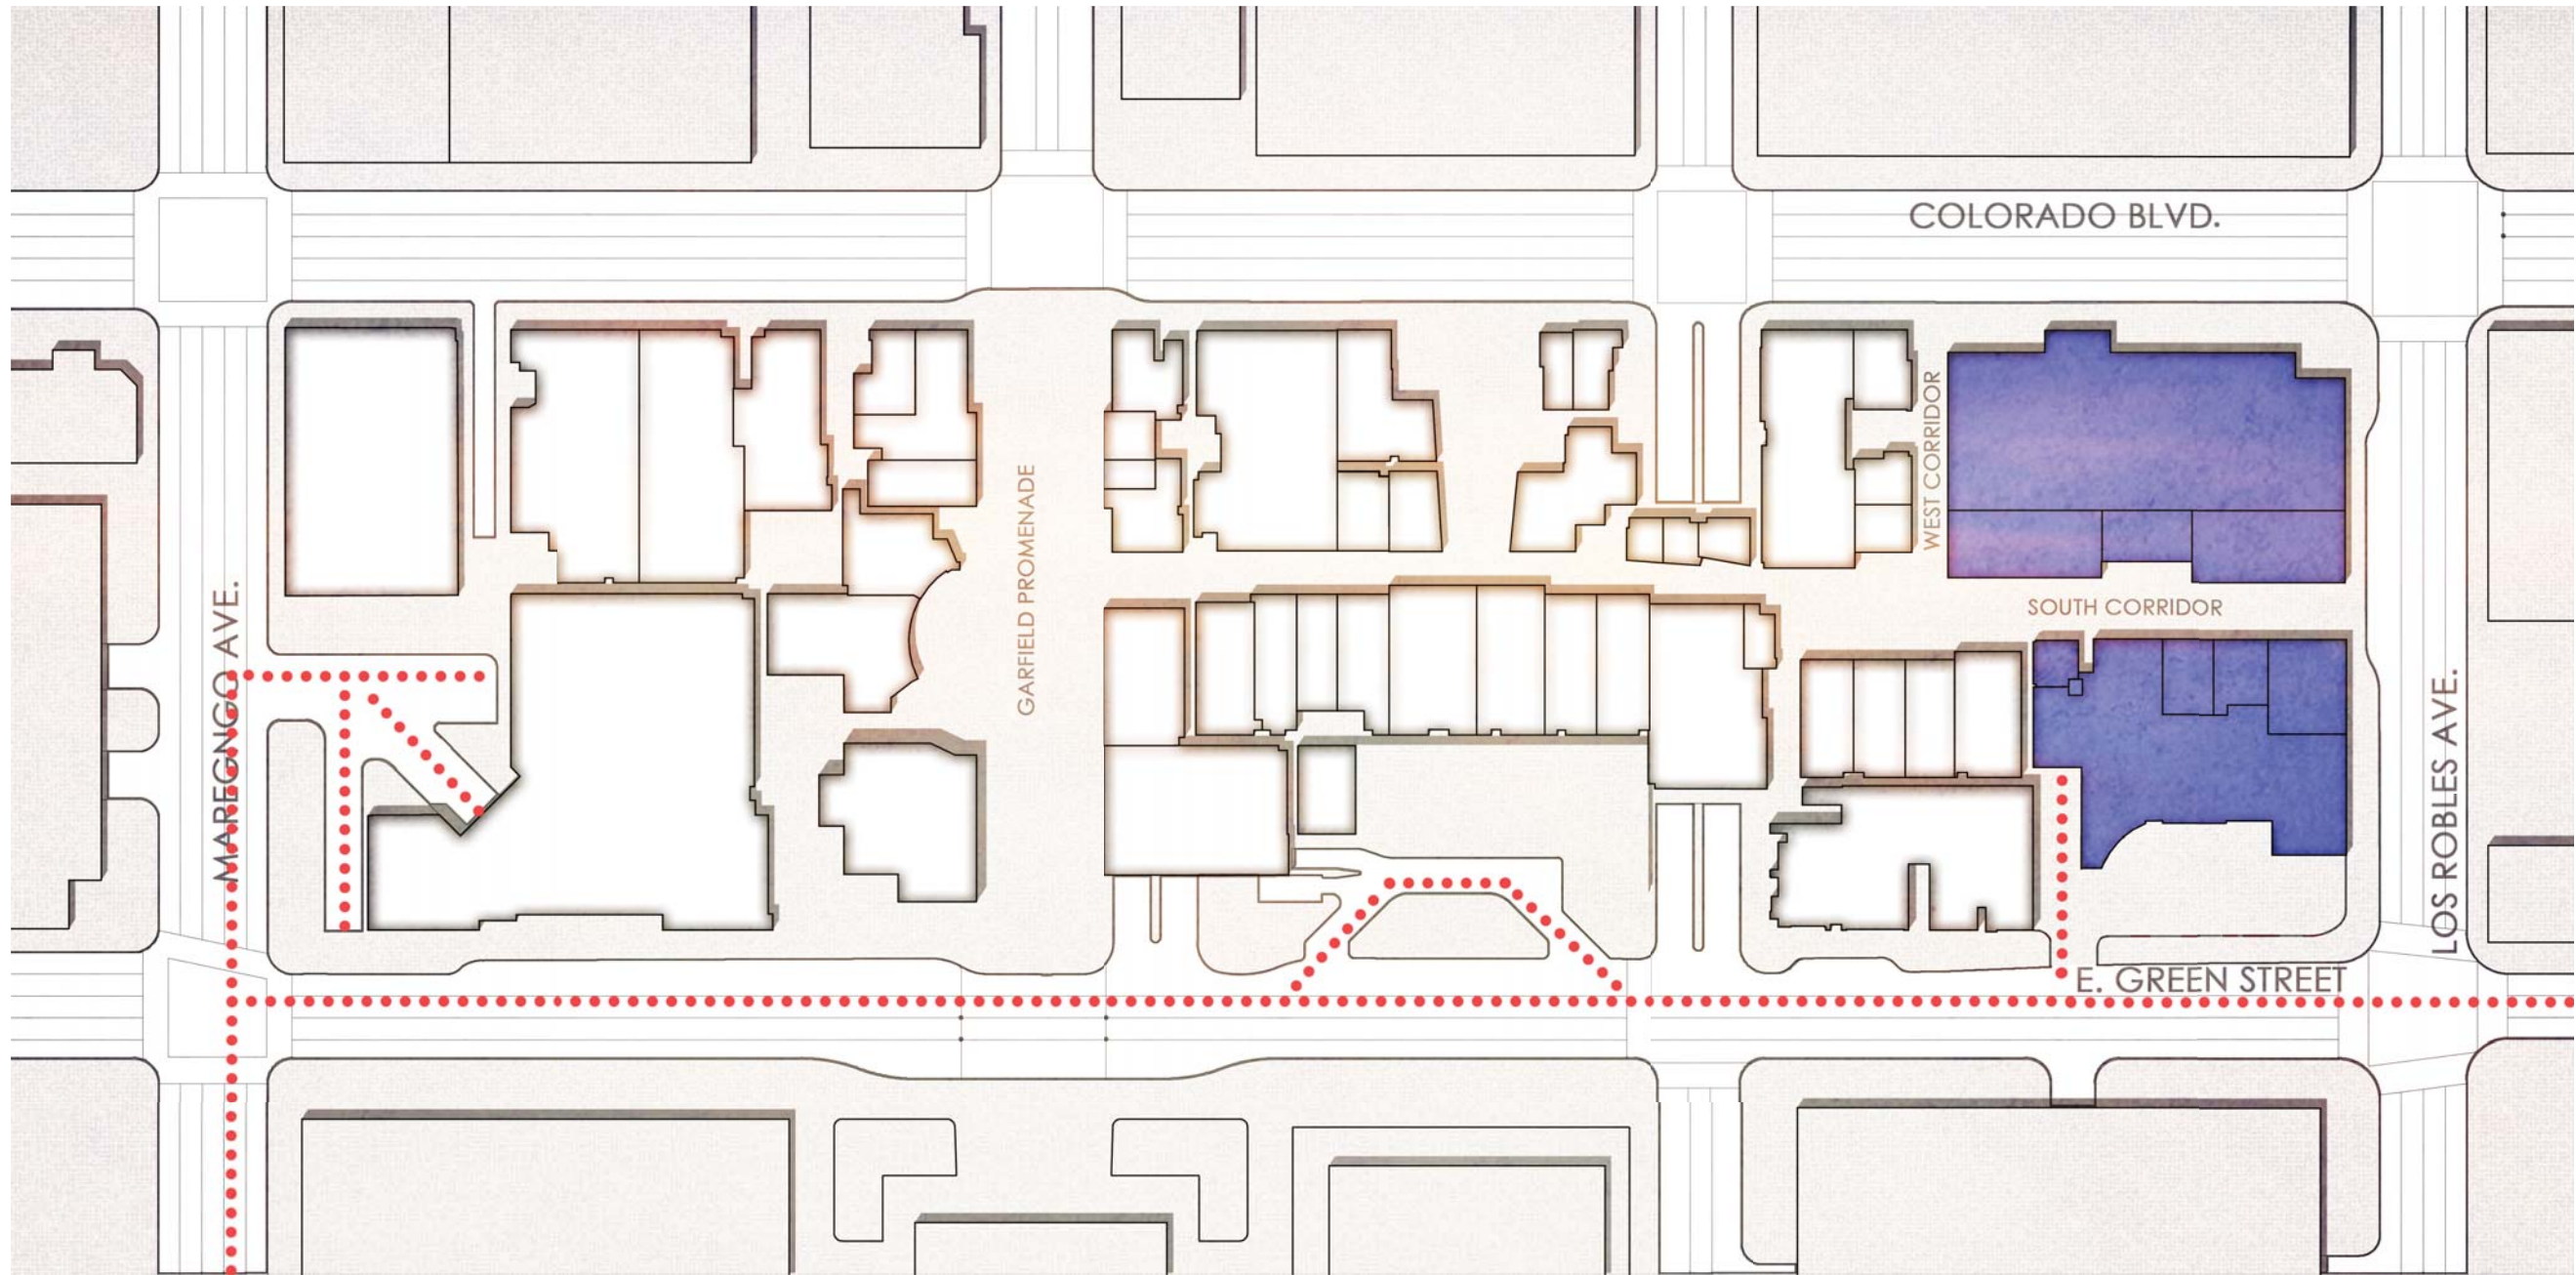 COLORADO BLVD.
WEST CORRIDOR
GARFIELD PROMENADE
SOUTH CORRIDOR
MAREGNGO AVE.
LOS ROBLES AVE.
E. GREEN STREET